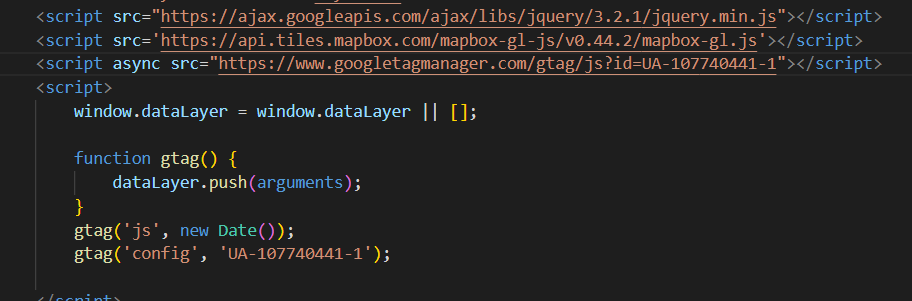 <script src="https://ajax.googleapis.com/ajax/libs/jquery/3.2.1/jquery.min.js"></script>
<script src='https://api.tiles.mapbox.com/mapbox-gl-js/v0.44.2/mapbox-gl.js'></script>
<script async src="https://www.googletagmanager.com/gtag/js?id=UA-107740441-1"></script>
<script>
window.dataLayer = window.dataLayer || [];
function gtag() {
dataLayer.push(arguments);
}
gtag('js', new Date());
gtag('config', 'UA-107740441-1');
</script>